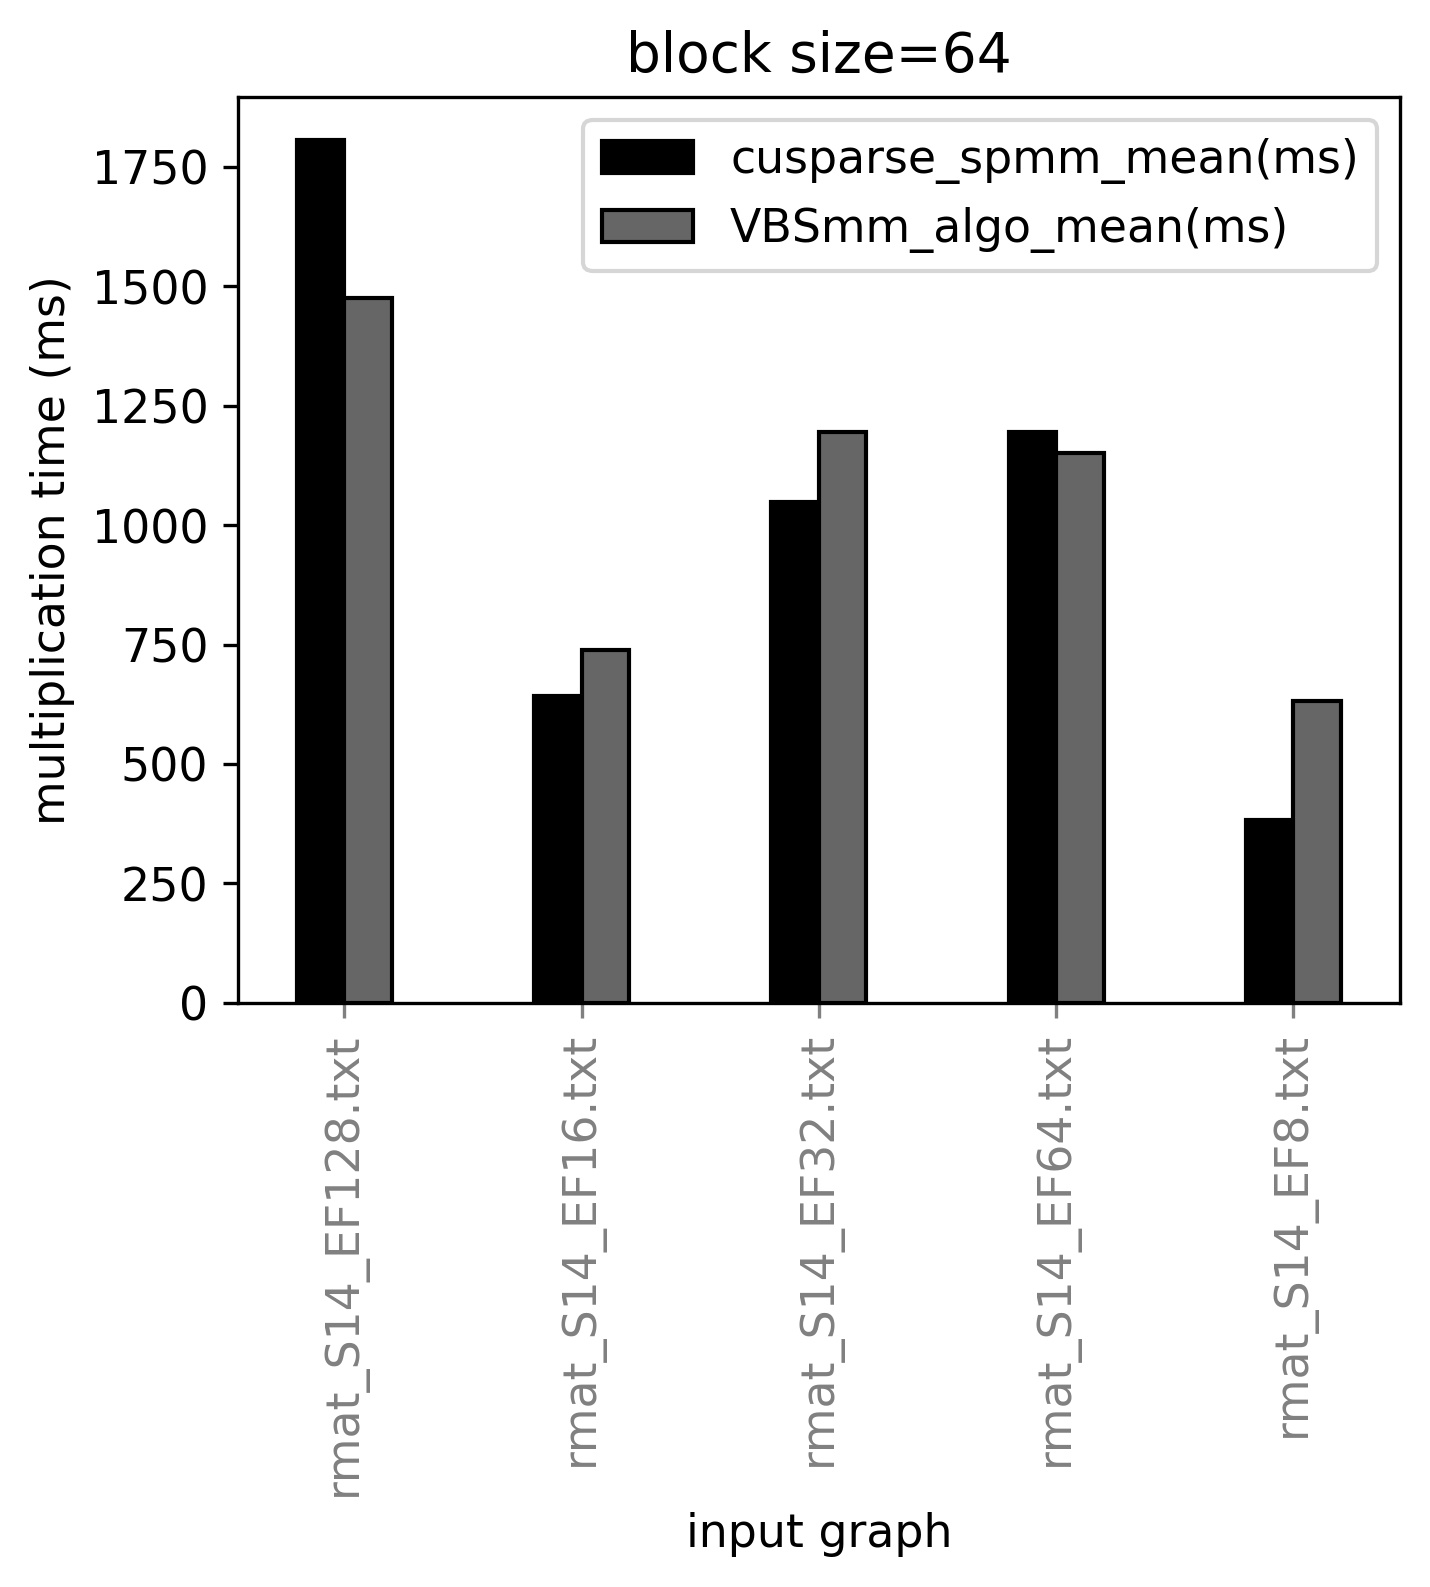 block size=64
cusparse_spmm_mean(ms)
VBSmm_algo_mean(ms)
multiplication time (ms)
1750
1500
1250
1000
750
500
250
0
rmat_S14_EF128.txt
rmat_S14_EF16.txt
rmat_S14_EF32.txt
rmat_S14_EF64.txt
rmat_S14_EF8.txt
input graph